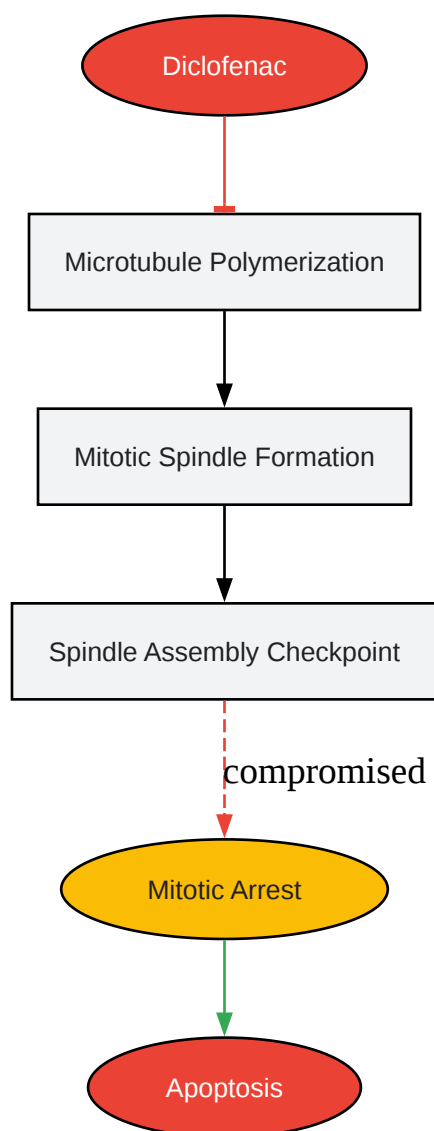 Diclofenac
Microtubule Polymerization
Mitotic Spindle Formation
Spindle Assembly Checkpoint
compromised
Mitotic Arrest
Apoptosis